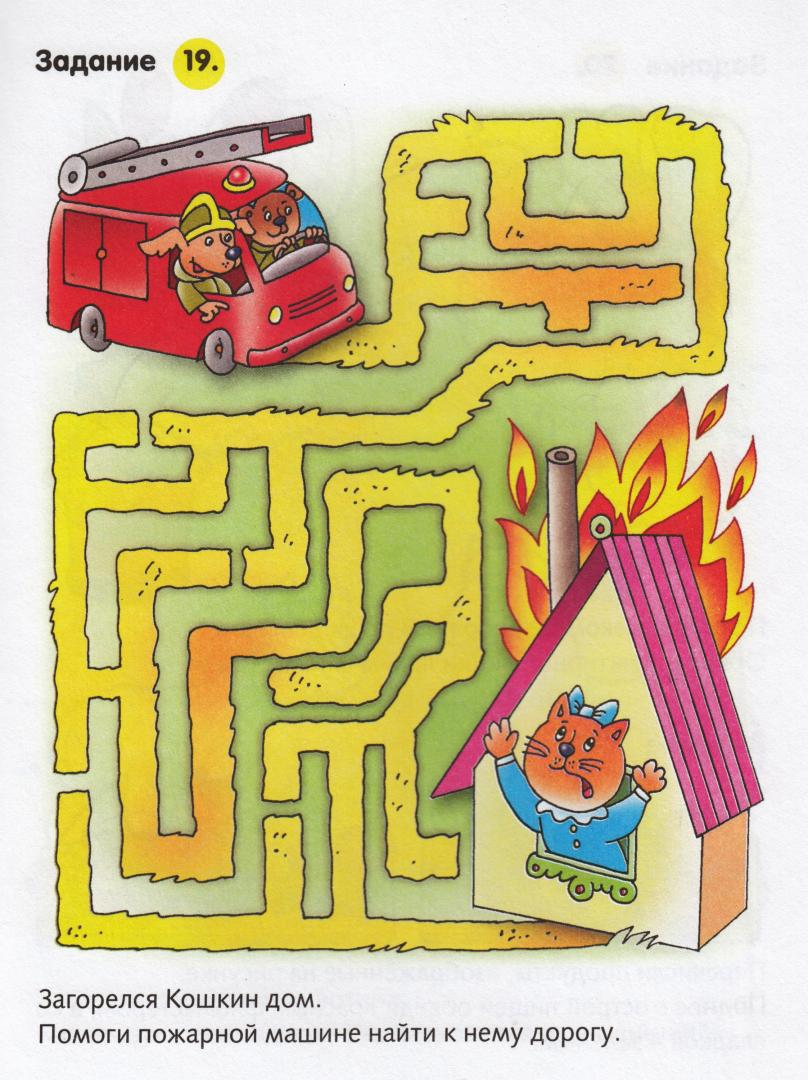 Задание 19.
Загорелся Кошкин дом.
Помоги пожарной машине найти к нему дорогу.